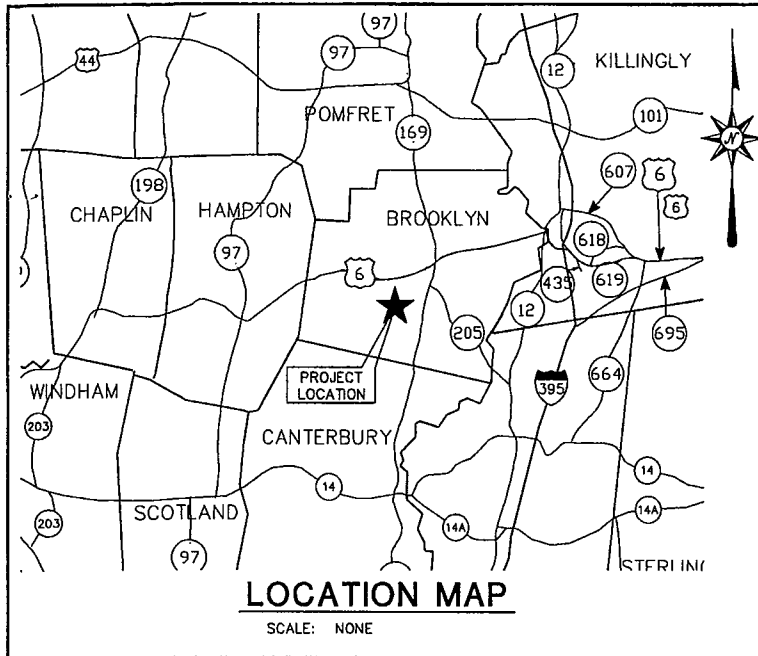 97
97
44
12
KILLINGLY
POMFRET
101
169
N
607
6
6
198
CHAPLIN
HAMPTON
BROOKLYN
97
618
6
435
619
12
205
695
PROJECT
LOCATION
664
WINDHAM
395
CANTERBURY
203
14
14
SCOTLAND
14A
14A
203
97
STERLING
LOCATION MAP
SCALE: NONE